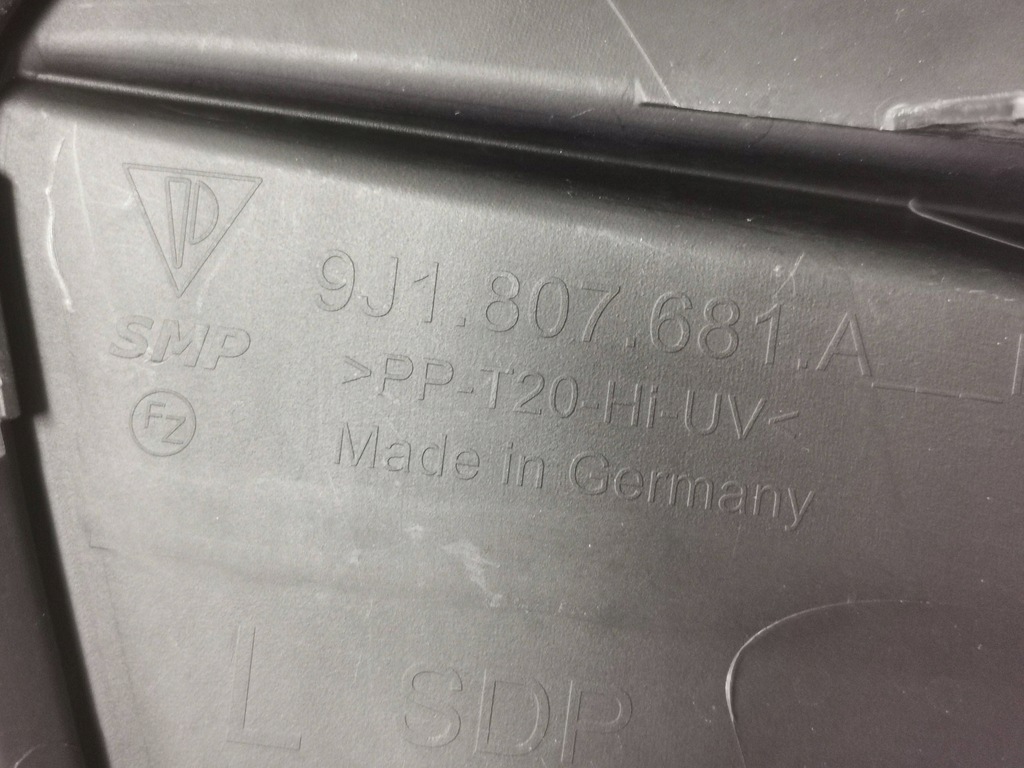 9J1.807.681.A
SMP
>PP-T20-Hi-UV<
FZ
Made in Germany
L SDP